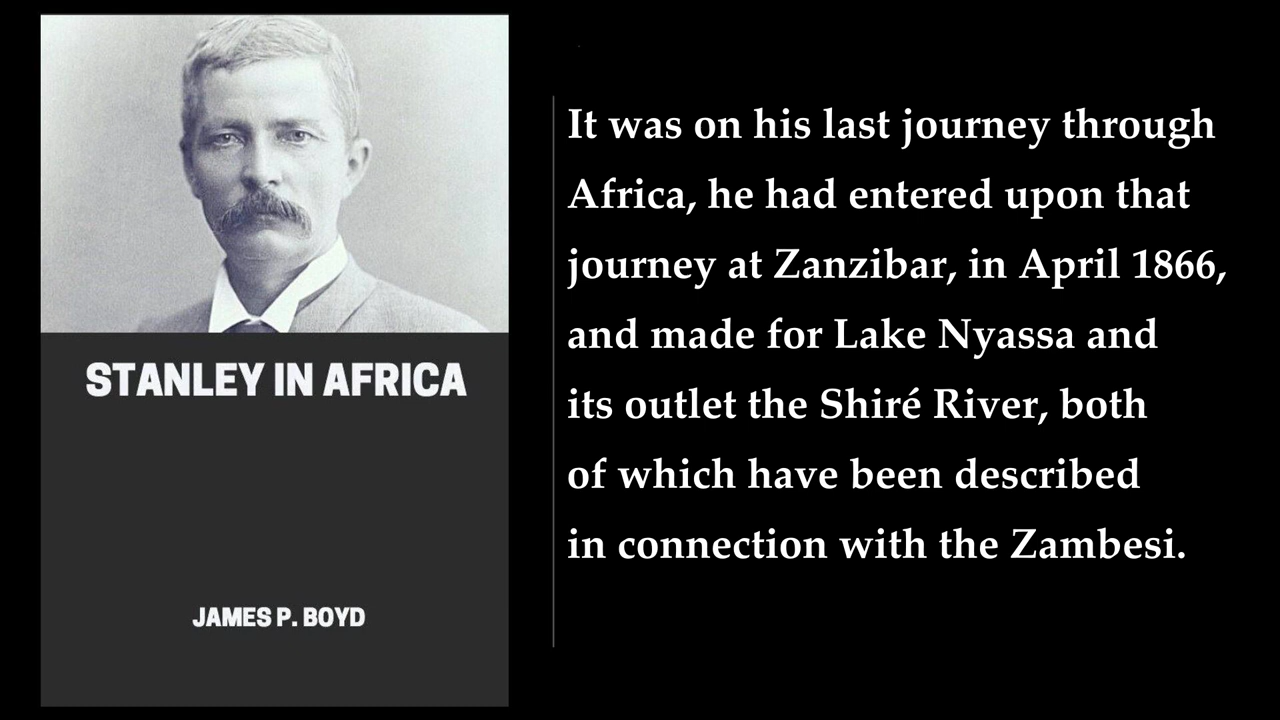 STANLEY IN AFRICA
JAMES P. BOYD
It was on his last journey through
Africa, he had entered upon that
journey at Zanzibar, in April 1866,
and made for Lake Nyassa and
its outlet the Shiré River, both
of which have been described
in connection with the Zambesi.